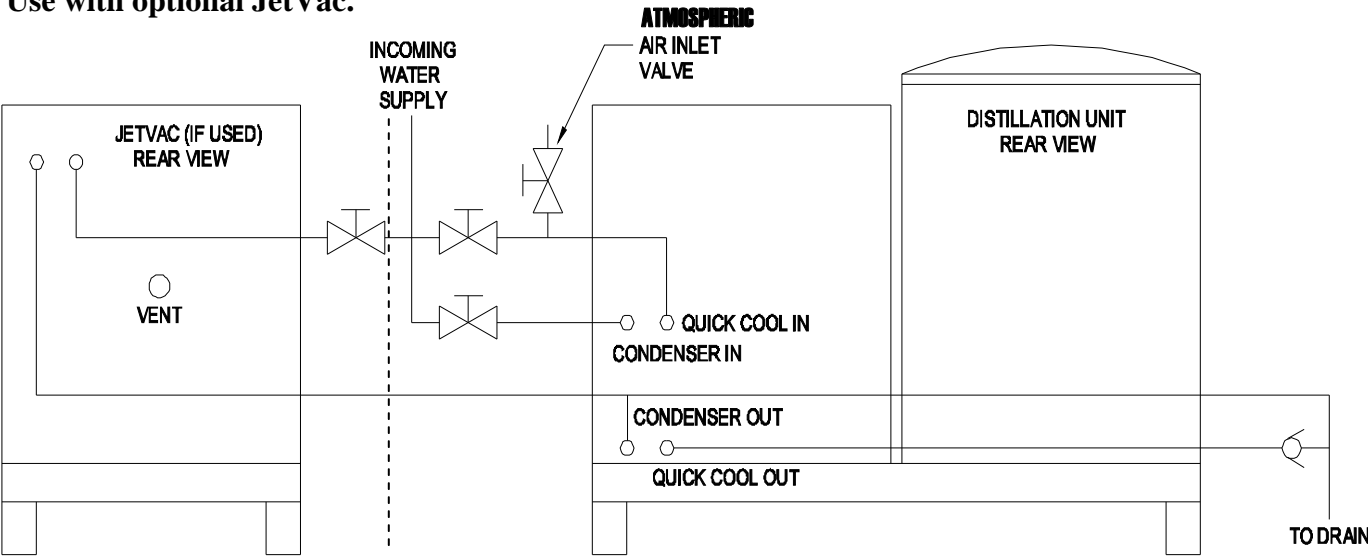 Use with optional JetVac.
ATMOSPHERIC
AIR INLET
VALVE
INCOMING
WATER
SUPPLY
JETVAC (IF USED)
REAR VIEW
DISTILLATION UNIT
REAR VIEW
VENT
QUICK COOL IN
CONDENSER IN
CONDENSER OUT
QUICK COOL OUT
TO DRAIN